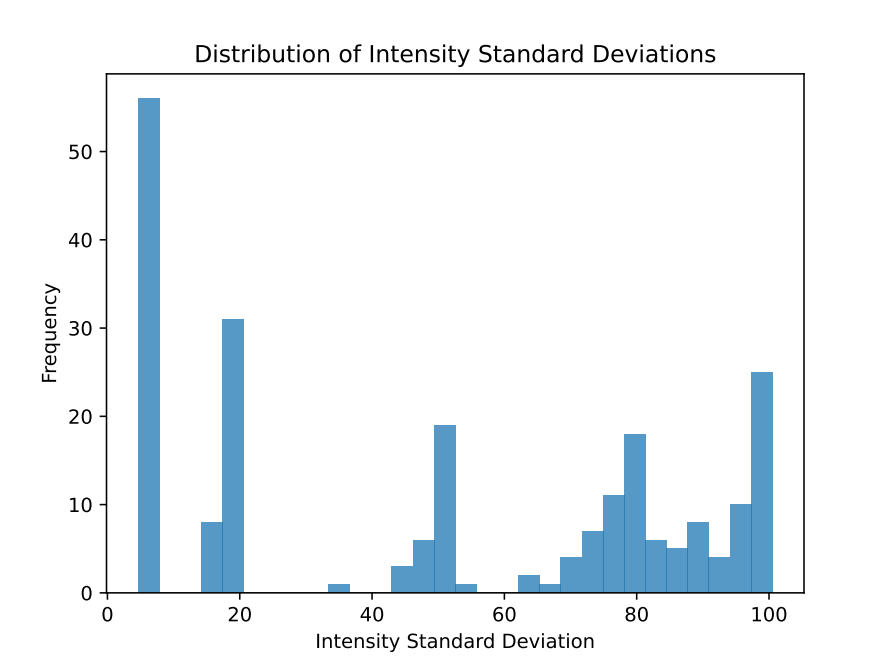 Distribution of Intensity Standard Deviations
Frequency
50
40
30
20
10
0
0 20 40 60 80 100
Intensity Standard Deviation